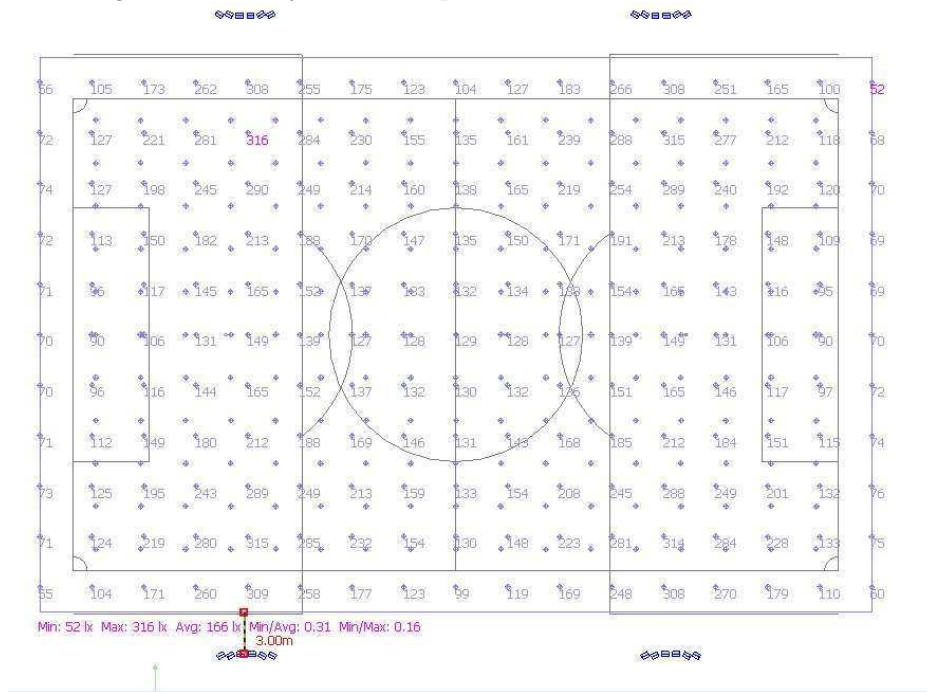 66 105 173 262 308 255 175 123 104 127 183 266 308 251 165 100 52
72 127 221 281 316 284 230 155 135 161 239 288 315 277 212 118 68
74 127 198 245 290 249 214 160 138 165 219 254 289 240 192 120 70
72 113 150 182 213 188 170 147 135 150 171 191 213 178 148 109 69
71 96 117 145 165 152 137 133 132 134 154 165 143 116 95 69
70 90 106 131 149 139 127 128 129 128 127 139 149 131 106 90 70
70 96 116 144 165 152 137 132 130 132 151 165 146 117 97 72
71 112 149 180 212 188 169 146 131 145 168 185 212 184 151 115 74
73 125 195 243 289 249 213 159 133 154 208 245 288 249 201 132 76
71 124 219 280 315 285 232 154 130 148 223 281 314 284 228 133 75
65 104 171 260 309 258 177 123 99 119 169 248 308 270 179 110 60
Min: 52 lx Max: 316 lx Avg: 166 lx Min/Avg: 0.31 Min/Max: 0.16
3.00m